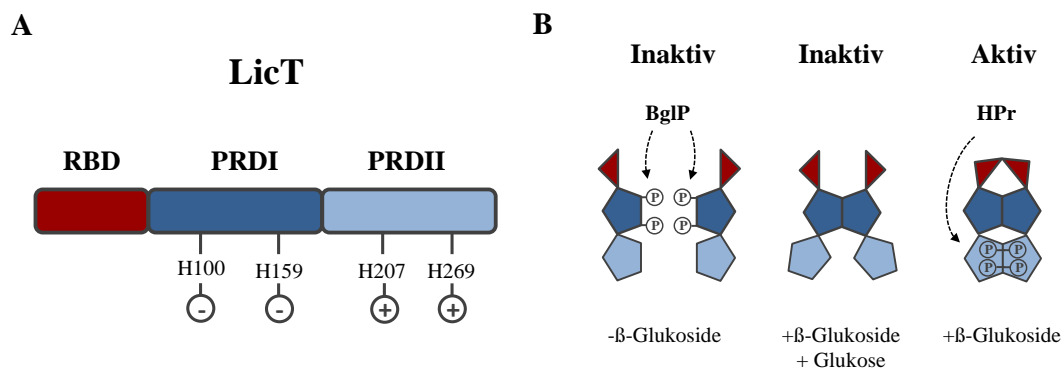 A
LicT
RBD PRDI PRDII
H100 H159 H207 H269
- - + +
B
Inaktiv Inaktiv Aktiv
BglP HPr
P P
P P
P P
P P
-ß-Glukoside +ß-Glukoside +ß-Glukoside
+ Glukose